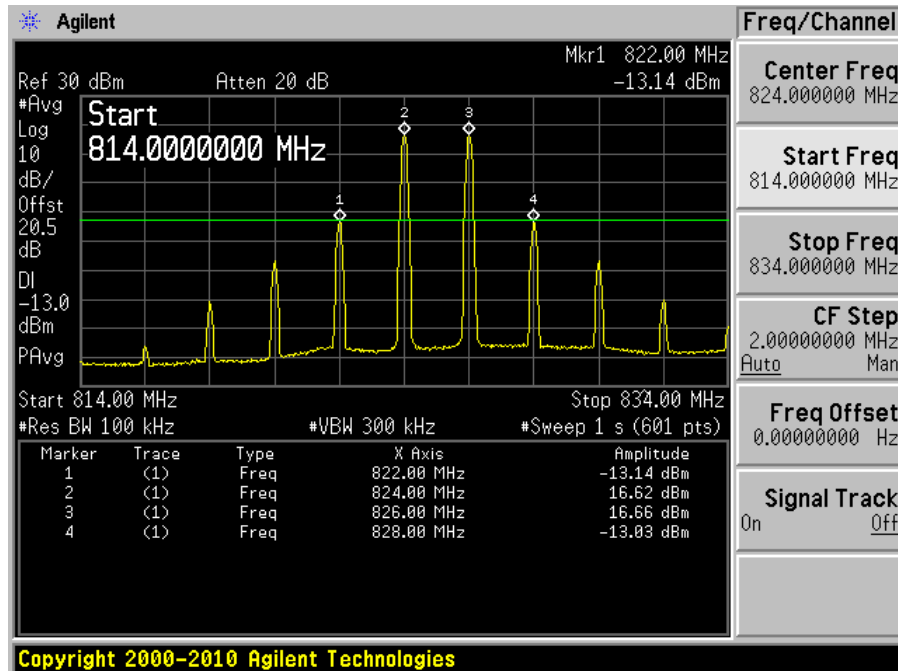 Agilent
Freq/Channel
Mkr1 822.00 MHz
Ref 30 dBm Atten 20 dB -13.14 dBm
#Avg
Log
10
dB/
Offst
20.5
dB
DI
-13.0
dBm
PAvg
Start
814.0000000 MHz
1
2
3
4
Start 814.00 MHz Stop 834.00 MHz
#Res BW 100 kHz #VBW 300 kHz #Sweep 1 s (601 pts)
Marker Trace Type X Axis Amplitude
1 (1) Freq 822.00 MHz -13.14 dBm
2 (1) Freq 824.00 MHz 16.62 dBm
3 (1) Freq 826.00 MHz 16.66 dBm
4 (1) Freq 828.00 MHz -13.03 dBm
Center Freq
824.000000 MHz
Start Freq
814.000000 MHz
Stop Freq
834.000000 MHz
CF Step
2.00000000 MHz
Auto Man
Freq Offset
0.00000000 Hz
Signal Track
On Off
Copyright 2000-2010 Agilent Technologies